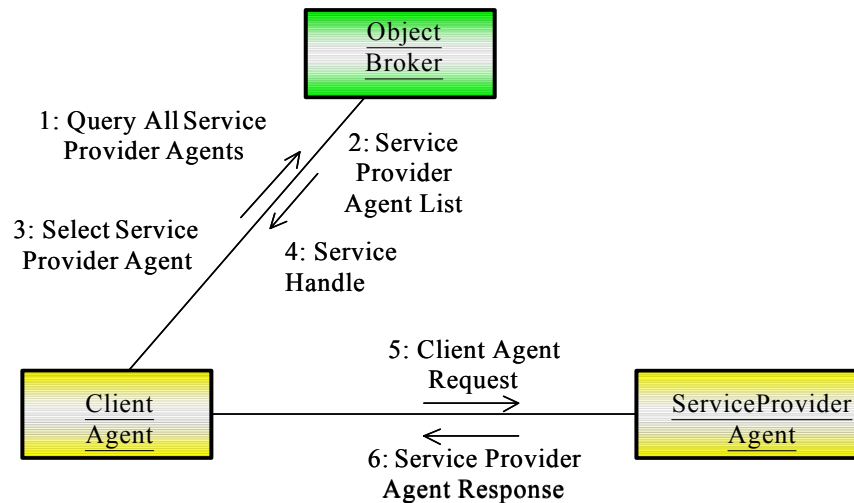 Object
Broker
1: Query All Service
Provider Agents
2: Service
Provider
Agent List
3: Select Service
Provider Agent
4: Service
Handle
5: Client Agent
Request
Client
Agent
ServiceProvider
Agent
6: Service Provider
Agent Response